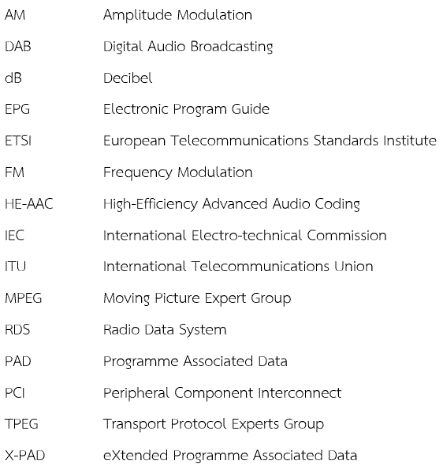 AM Amplitude Modulation
DAB Digital Audio Broadcasting
dB Decibel
EPG Electronic Program Guide
ETSI European Telecommunications Standards Institute
FM Frequency Modulation
HE-AAC High-Efficiency Advanced Audio Coding
IEC International Electro-technical Commission
ITU International Telecommunications Union
MPEG Moving Picture Expert Group
RDS Radio Data System
PAD Programme Associated Data
PCI Peripheral Component Interconnect
TPEG Transport Protocol Experts Group
X-PAD eXtended Programme Associated Data